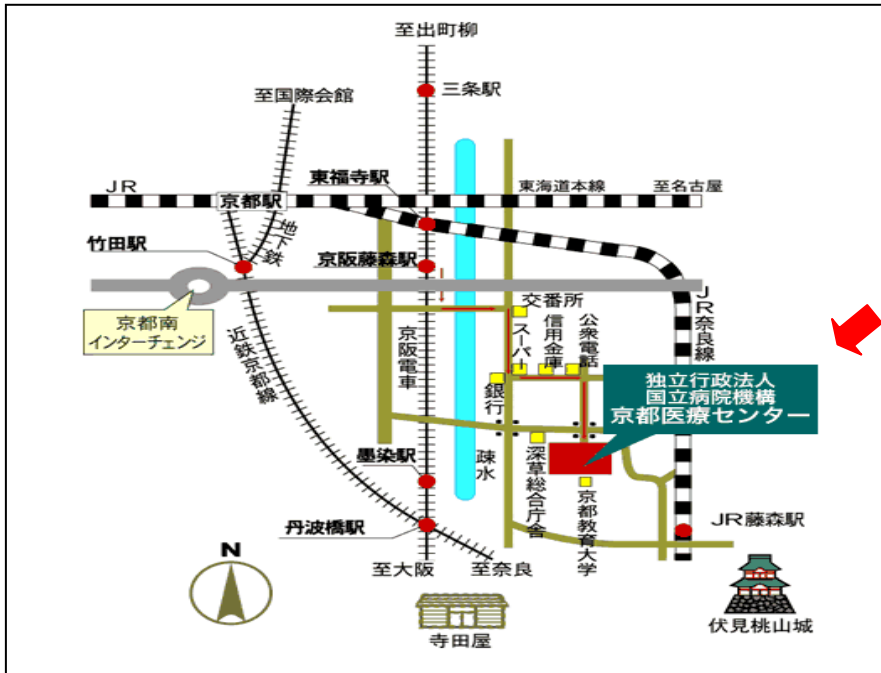 至出町柳
三条駅
至国際会館
東福寺駅
東海道本線
至名古屋
JR
京都駅
地下鉄
竹田駅
京阪藤森駅
京都南
インターチェンジ
近鉄京都線
京阪電車
交番所
スーパー
信用金庫
公衆電話
JR奈良線
銀行
独立行政法人
国立病院機構
京都医療センター
墨染駅
疏水
深草総合庁舎
京都教育大学
丹波橋駅
JR藤森駅
N
至大阪
至奈良
寺田屋
伏見桃山城